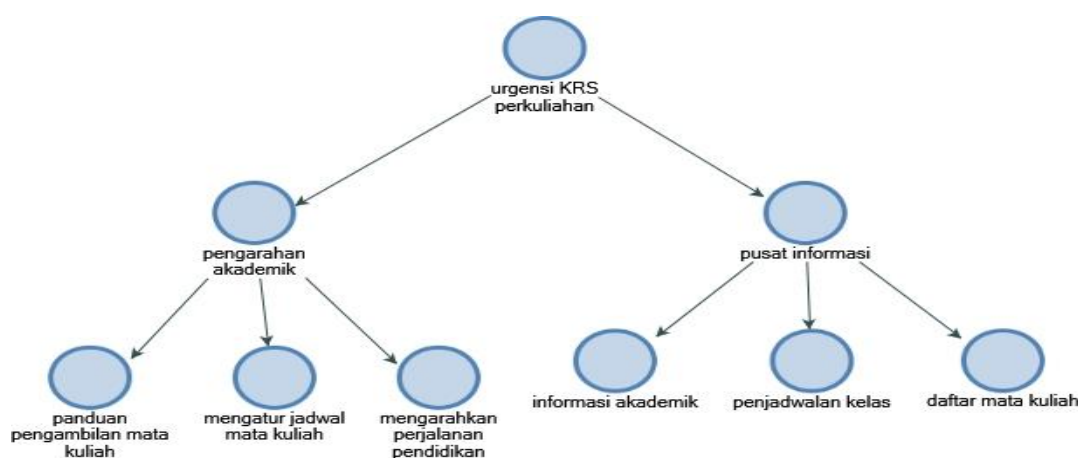 urgensi KRS
perkuliahan
pengarahan
akademik
pusat informasi
panduan
pengambilan mata
kuliah
mengatur jadwal
mata kuliah
mengarahkan
perjalanan
pendidikan
informasi akademik
penjadwalan kelas
daftar mata kuliah